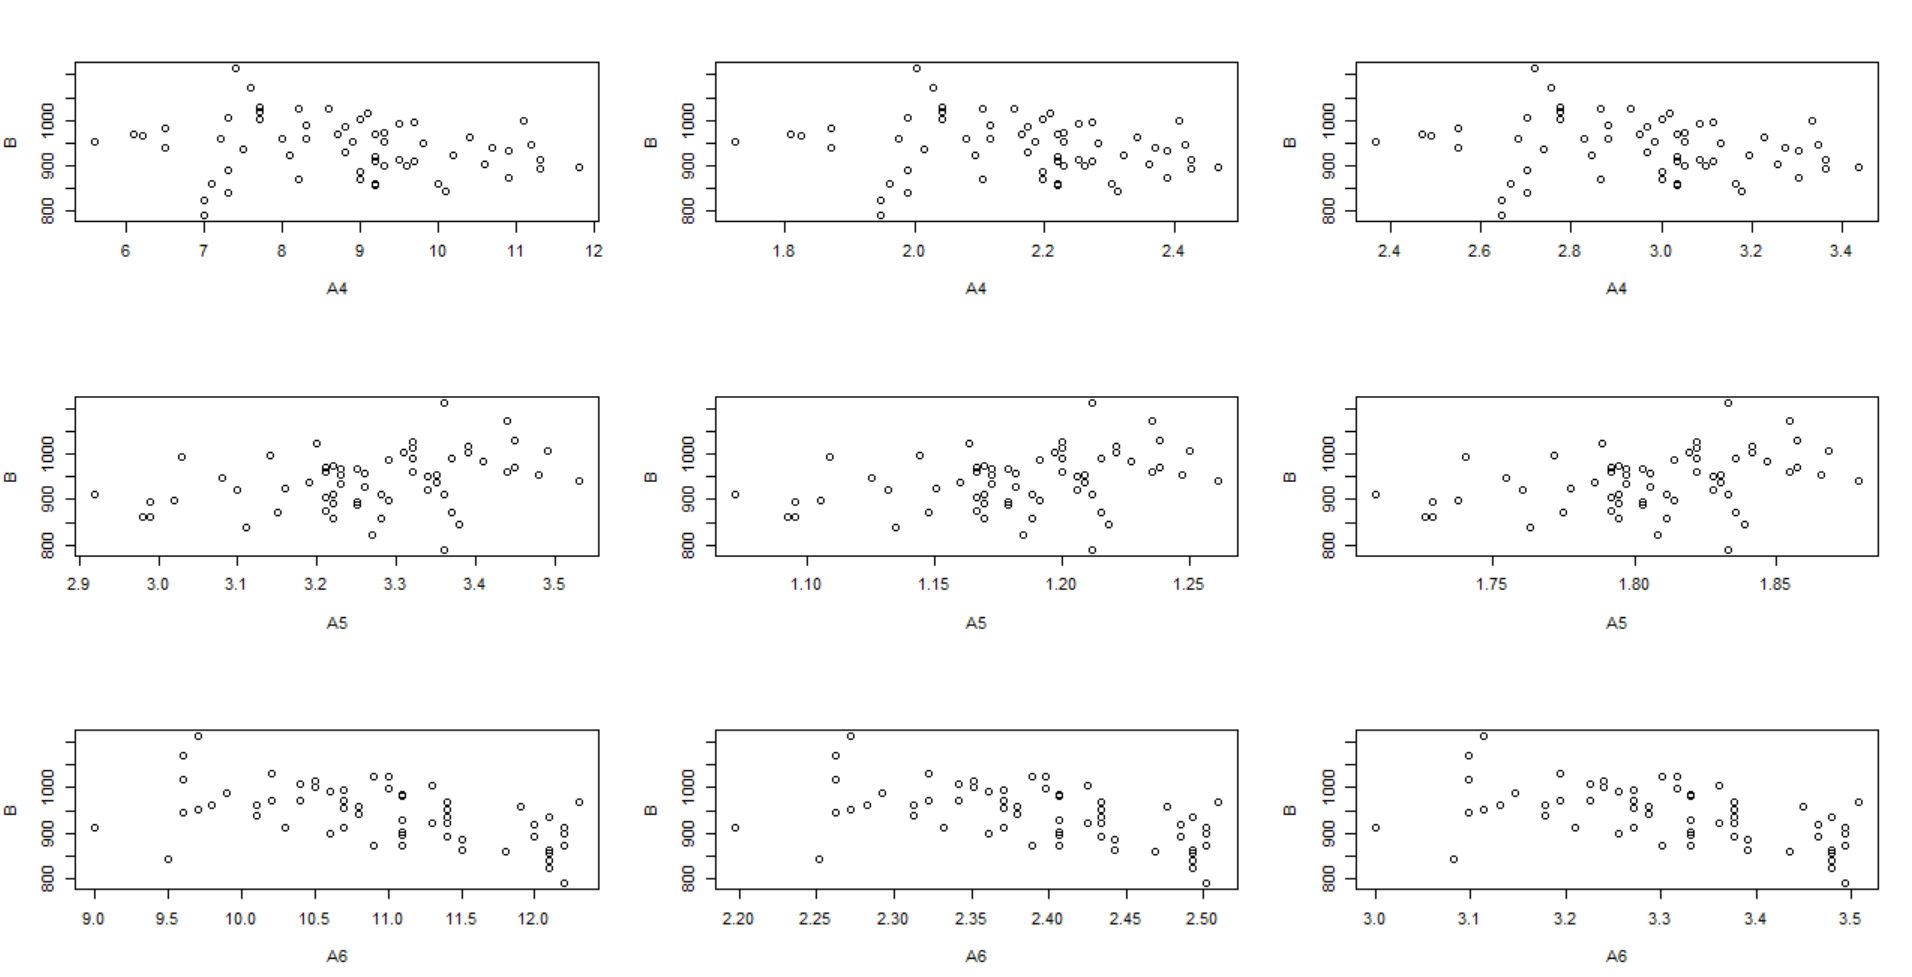 B 800 900 1000
6 7 8 9 10 11 12
A4
B 800 900 1000
1.8 2.0 2.2 2.4
A4
B 800 900 1000
2.4 2.6 2.8 3.0 3.2 3.4
A4
B 800 900 1000
2.9 3.0 3.1 3.2 3.3 3.4 3.5
A5
B 800 900 1000
1.10 1.15 1.20 1.25
A5
B 800 900 1000
1.75 1.80 1.85
A5
B 800 900 1000
9.0 9.5 10.0 10.5 11.0 11.5 12.0
A6
B 800 900 1000
2.20 2.25 2.30 2.35 2.40 2.45 2.50
A6
B 800 900 1000
3.0 3.1 3.2 3.3 3.4 3.5
A6